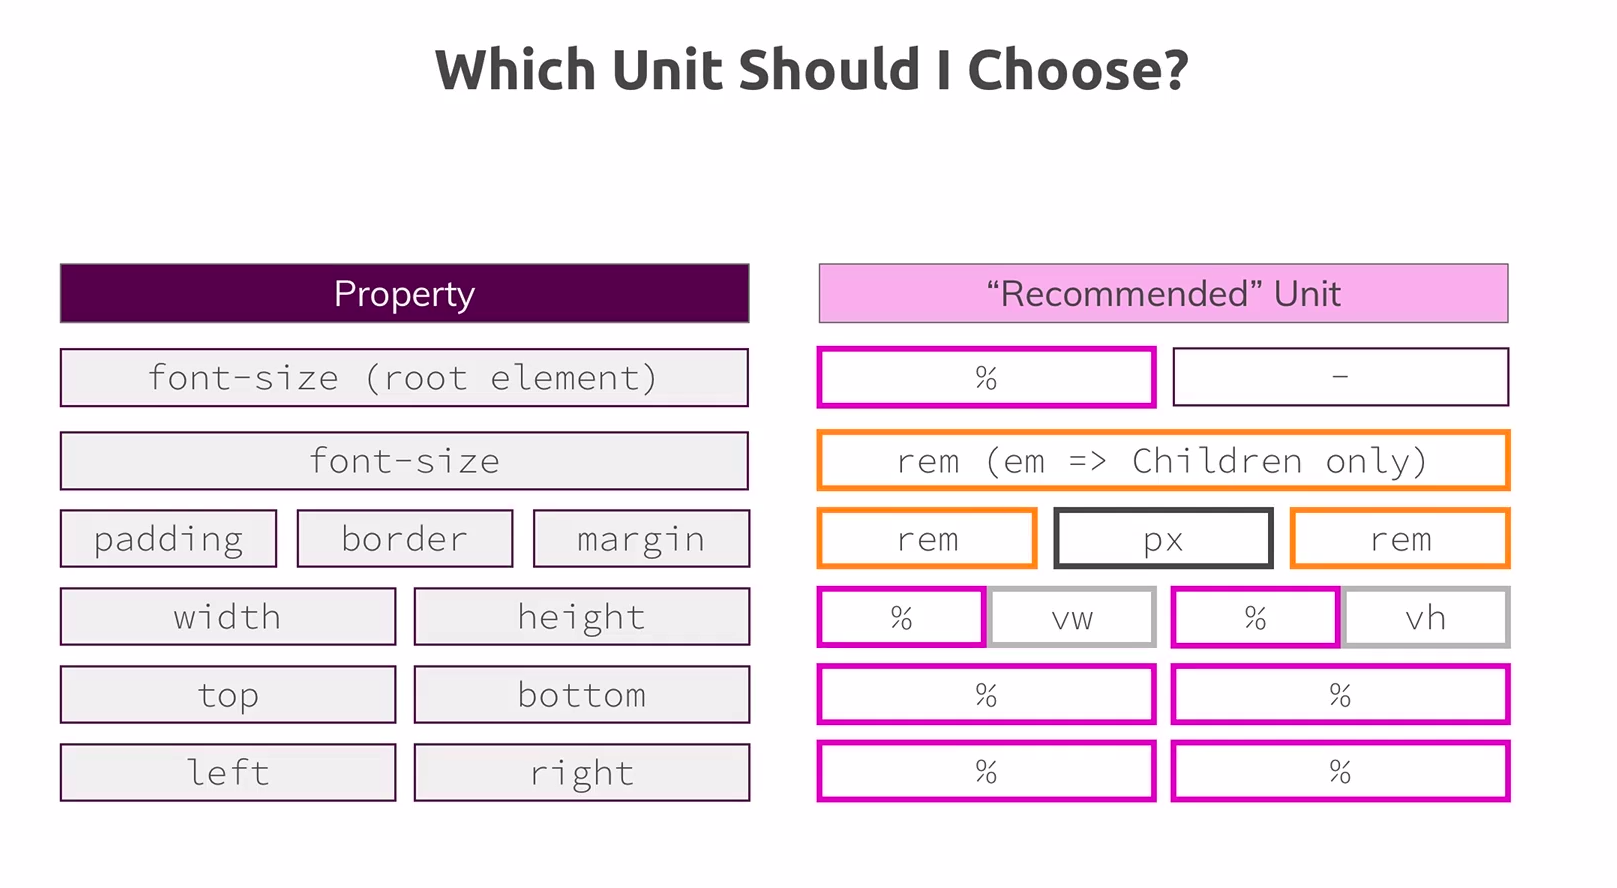 Which Unit Should I Choose?
Property
“Recommended” Unit
font-size (root element)
%
–
font-size
rem (em => Children only)
padding
border
margin
rem
px
rem
width
height
%
vw
%
vh
top
bottom
%
%
left
right
%
%